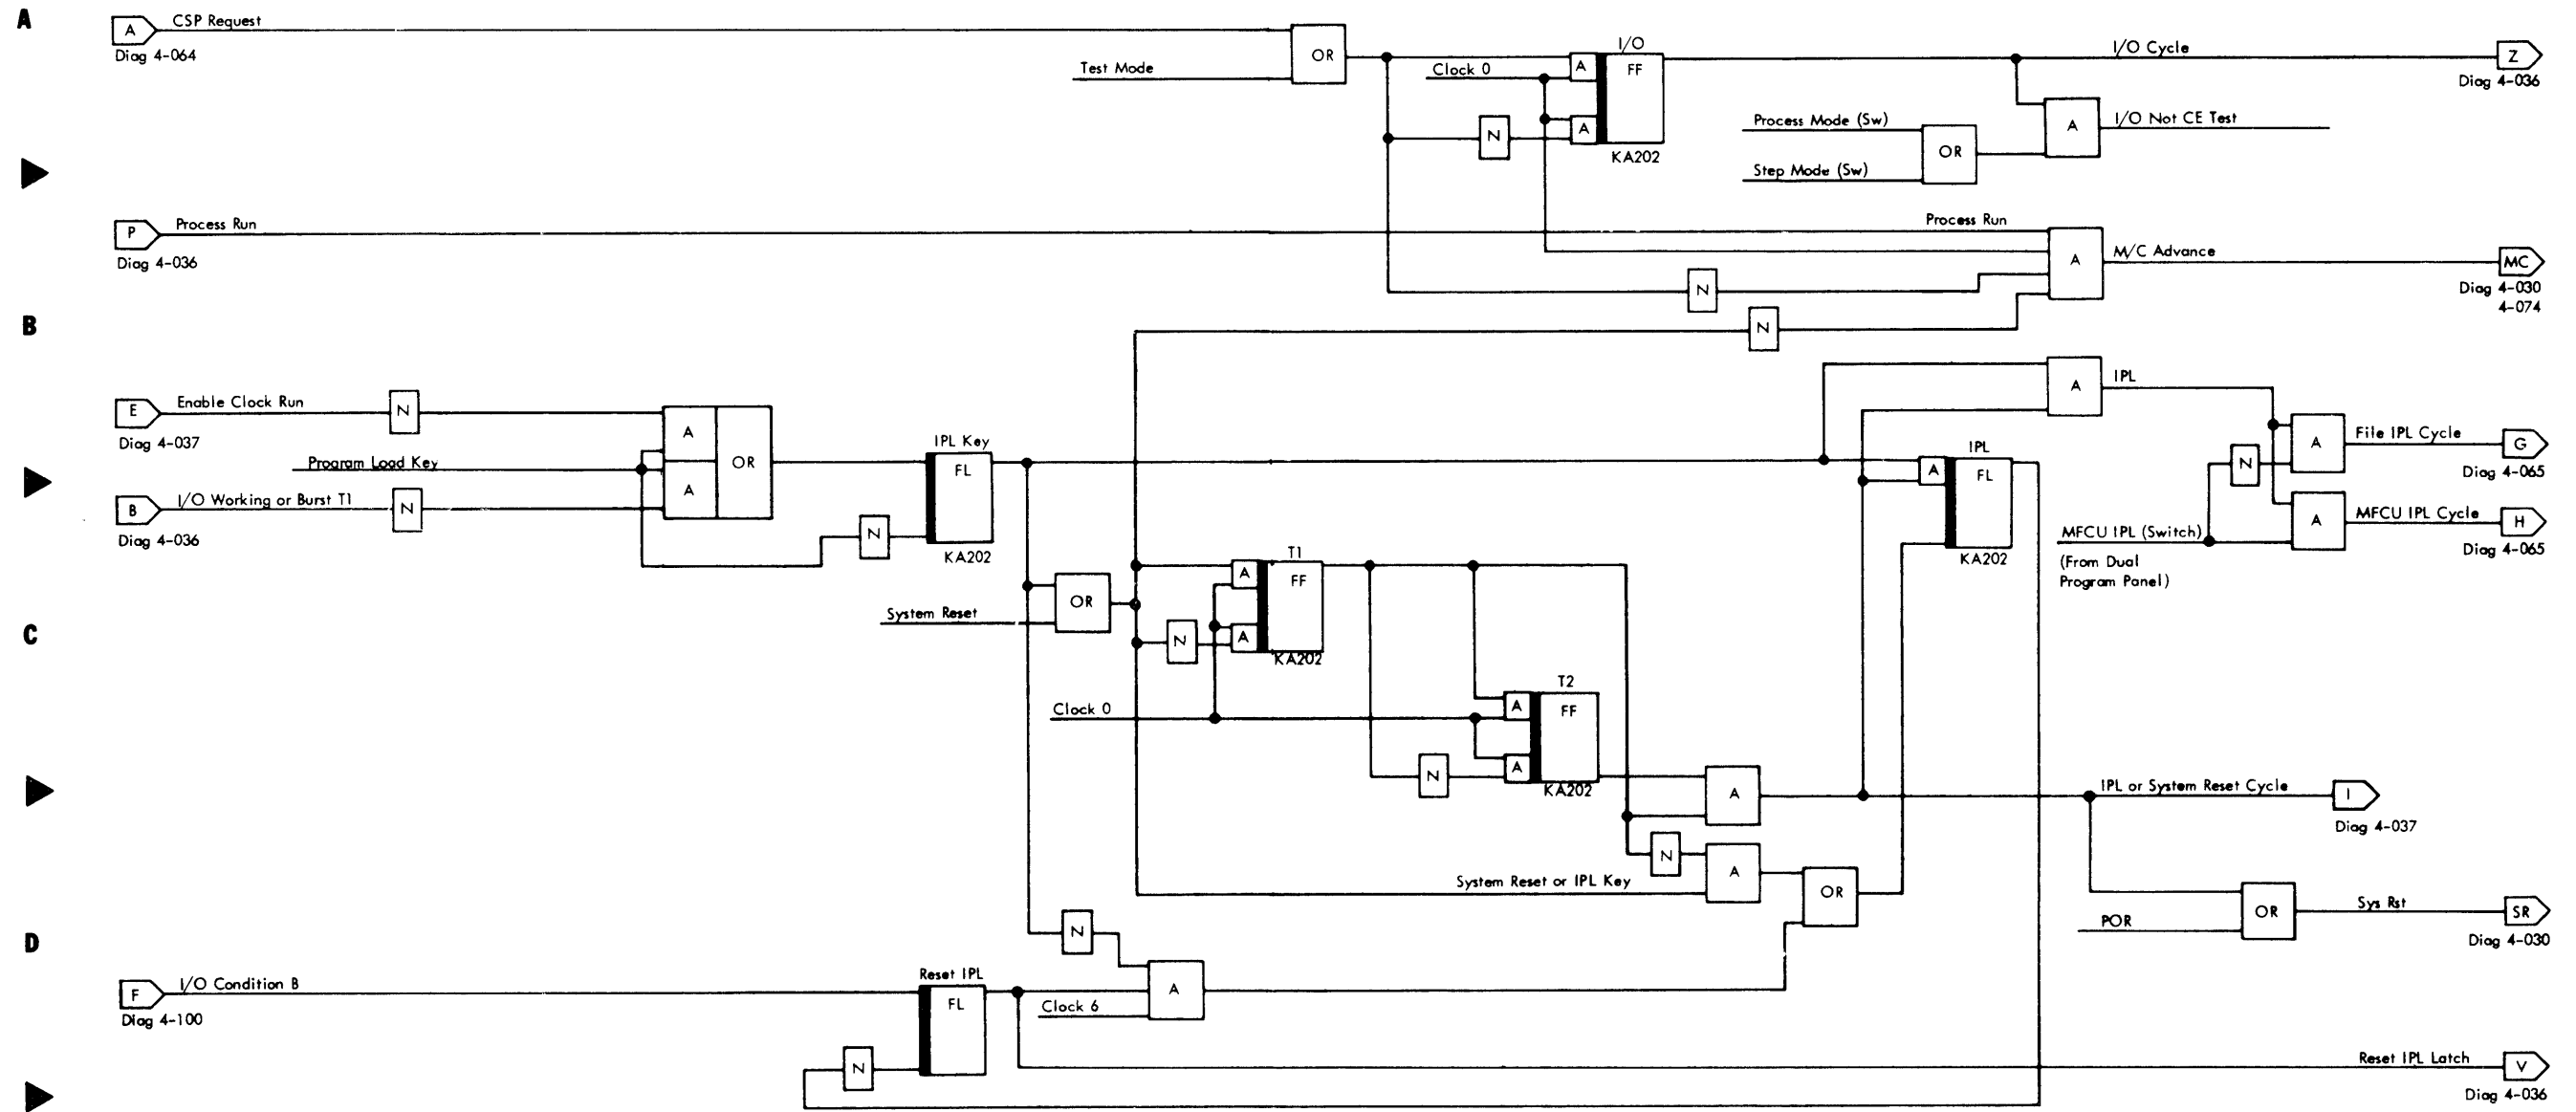 A
A
CSP Request
Diag 4-064
Test Mode
OR
Clock 0
A
A
I/O
FF
KA202
N
I/O Cycle
Z
Diag 4-036
Process Mode (Sw)
Step Mode (Sw)
OR
A
I/O Not CE Test
P
Process Run
Diag 4-036
Process Run
A
M/C Advance
MC
Diag 4-030
4-074
N
N
B
E
Enable Clock Run
Diag 4-037
N
Program Load Key
B
I/O Working or Burst T1
Diag 4-036
N
A
A
OR
N
IPL Key
FL
KA202
A
IPL
A
IPL
FL
KA202
N
A
File IPL Cycle
G
Diag 4-065
MFCU IPL (Switch)
(From Dual
Program Panel)
A
MFCU IPL Cycle
H
Diag 4-065
C
System Reset
OR
N
A
A
T1
FF
KA202
Clock 0
N
A
A
T2
FF
KA202
A
IPL or System Reset Cycle
I
Diag 4-037
N
System Reset or IPL Key
A
OR
POR
OR
Sys Rst
SR
Diag 4-030
D
N
F
I/O Condition B
Diag 4-100
Reset IPL
FL
N
Clock 6
A
Reset IPL Latch
V
Diag 4-036